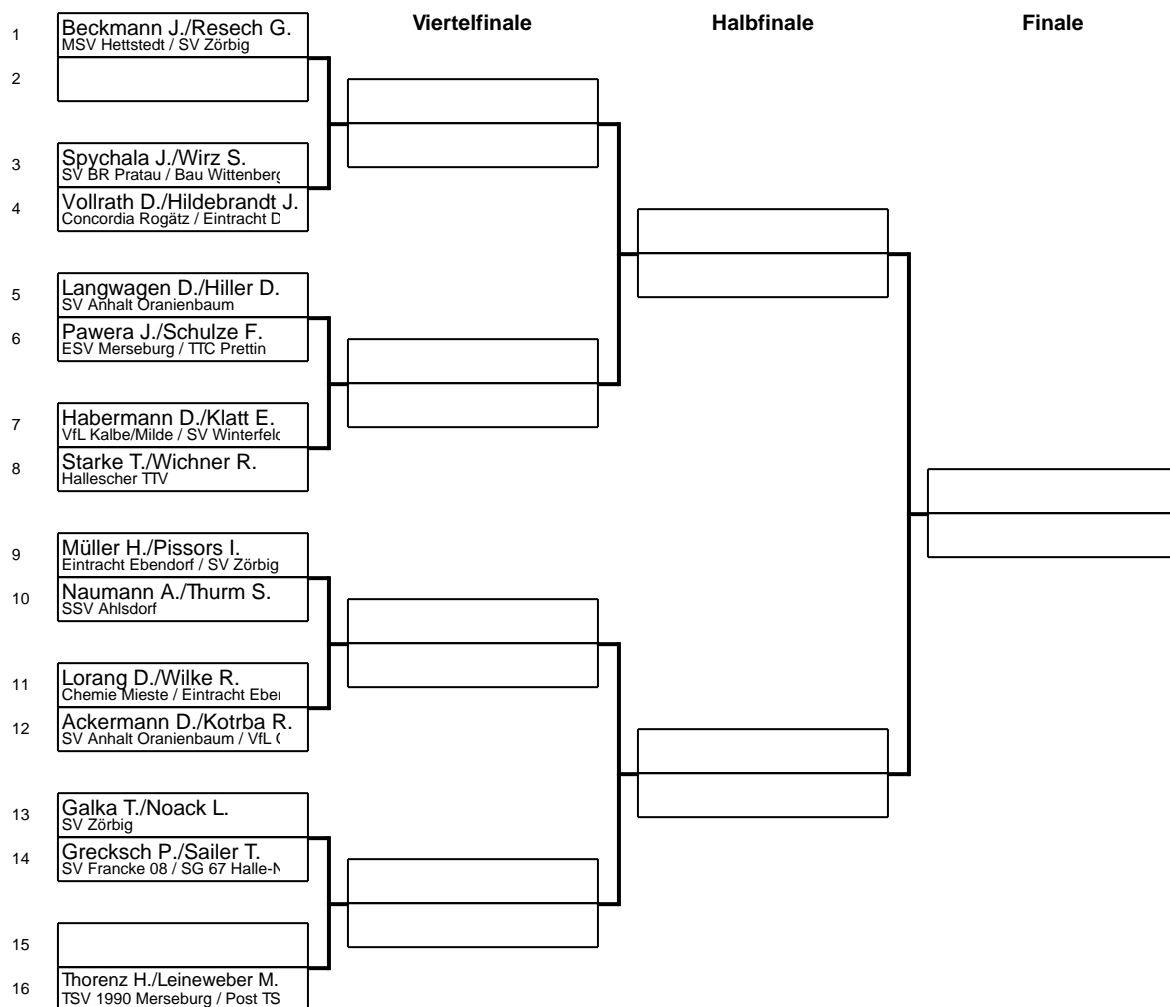 Viertelfinale
Halbfinale
Finale
1
Beckmann J./Resech G.
MSV Hettstedt / SV Zörbig
2
3
Spychala J./Wirz S.
SV BR Pratau / Bau Wittenberg
4
Vollrath D./Hildebrandt J.
Concordia Rogätz / Eintracht D
5
Langwagen D./Hiller D.
SV Anhalt Oranienbaum
6
Pawera J./Schulze F.
ESV Merseburg / TTC Prettin
7
Habermann D./Klatt E.
VfL Kalbe/Milde / SV Winterfeld
8
Starke T./Wichner R.
Hallescher TTV
9
Müller H./Pissors I.
Eintracht Ebendorf / SV Zörbig
10
Naumann A./Thurm S.
SSV Ahlsdorf
11
Lorang D./Wilke R.
Chemie Mieste / Eintracht Eben
12
Ackermann D./Kotrba R.
SV Anhalt Oranienbaum / VfL
13
Galka T./Noack L.
SV Zörbig
14
Grecksch P./Sailer T.
SV Francke 08 / SG 67 Halle-N
15
16
Thorenz H./Leineweber M.
TSV 1990 Merseburg / Post TS